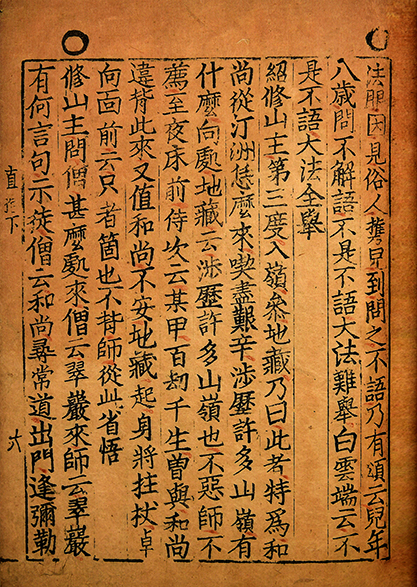 法眼因見俗人携兒到問之不語乃有頌云兒年
八歲問不解語不是不語大法難擧白雲端云不
是不語大法全擧
紹修山主第三度入嶺叅地藏乃曰此者特爲和
尚從汀洲恁麽來喫盡艱辛涉歷許多山嶺有
什麽向處地藏云涉歷許多山嶺也不惡師不
薦至夜床前侍次云某甲百刼千生曾與和尚
違背此來又值和尚不安地藏起身將拄杖卓
向面前云只者箇也不背師從此省悟
修山主問僧甚麽處來僧云翠巖來師云翠巖
有何言句示徒僧云和尚尋常道出門逢彌勒
直指下
六